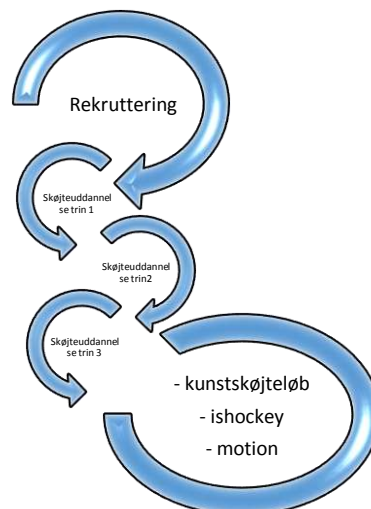 Rekruttering
Skøjteuddannel
se trin 1
Skøjteuddannel
se trin2
Skøjteuddannel
se trin 3
- kunstskøjteløb
- ishockey
- motion